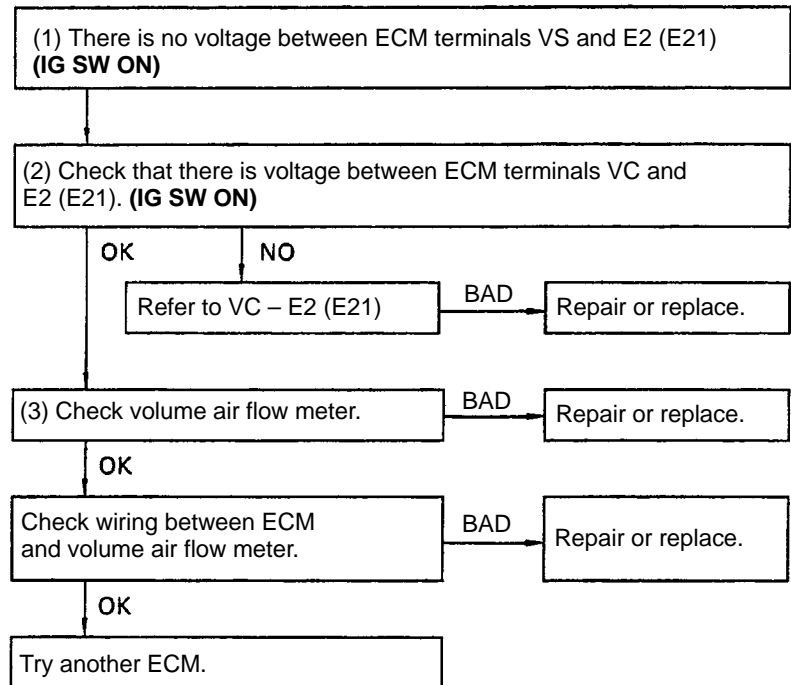 (1) There is no voltage between ECM terminals VS and E2 (E21)
(IG SW ON)
(2) Check that there is voltage between ECM terminals VC and
E2 (E21). (IG SW ON)
OK
NO
Refer to VC – E2 (E21)
BAD
Repair or replace.
(3) Check volume air flow meter.
BAD
Repair or replace.
OK
Check wiring between ECM
and volume air flow meter.
BAD
Repair or replace.
OK
Try another ECM.